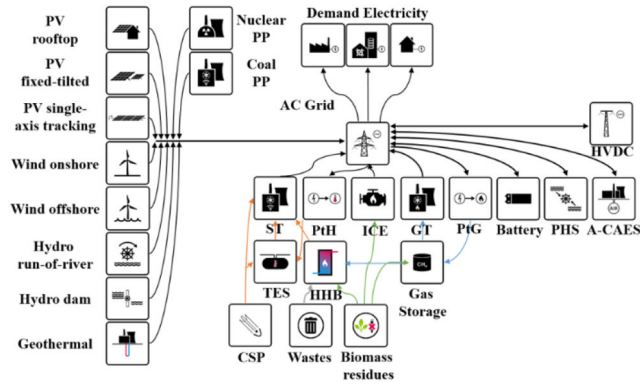 PV
rooftop
PV
fixed-tilted
PV single-
axis tracking
Wind onshore
Wind offshore
Hydro
run-of-river
Hydro dam
Geothermal
Nuclear
PP
Coal
PP
Demand Electricity
AC Grid
HVDC
ST
PtH
ICE
GT
PtG
Battery
PHS
A-CAES
TES
HHB
CH4
Gas
Storage
CSP
Wastes
Biomass
residues